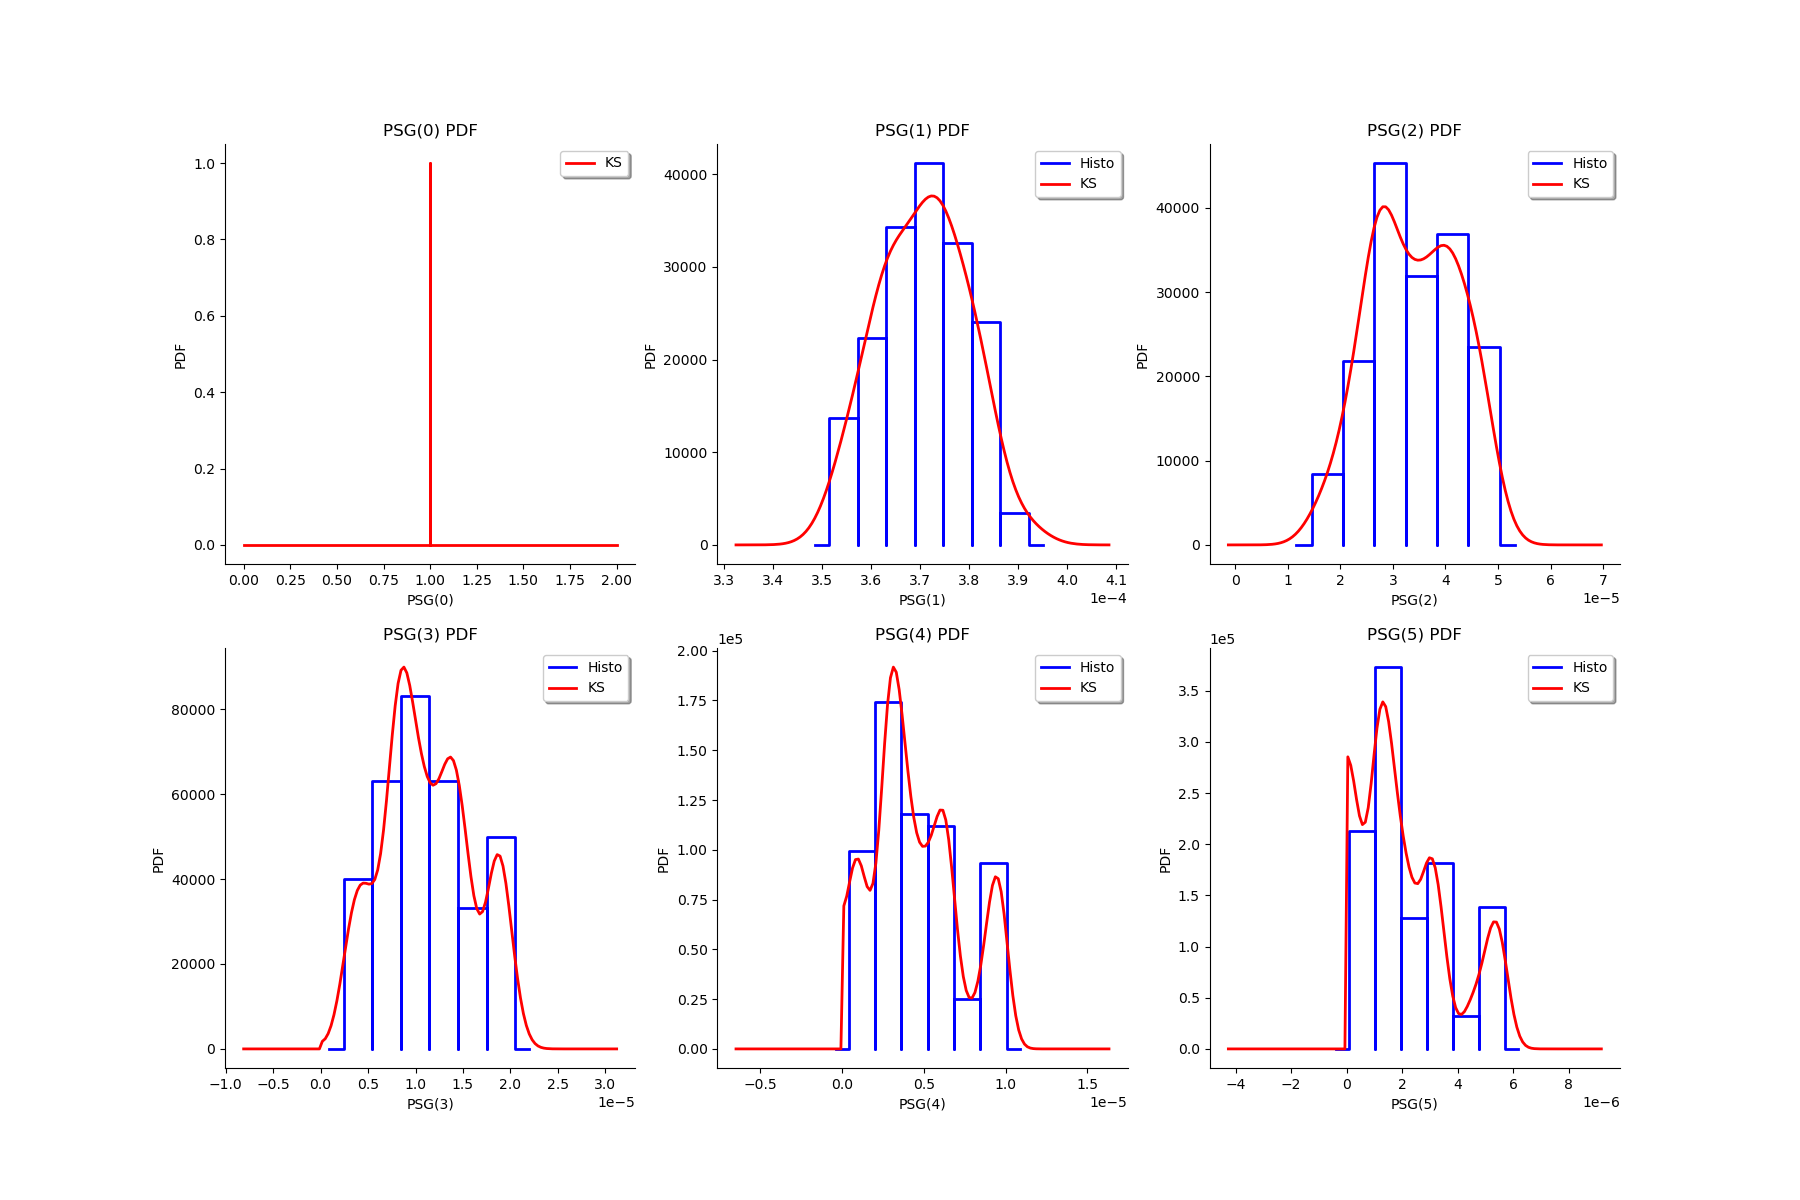 PSG(0) PDF
KS
1.0
0.8
0.6
0.4
0.2
0.0
PDF
0.00 0.25 0.50 0.75 1.00 1.25 1.50 1.75 2.00
PSG(0)
PSG(1) PDF
Histo
KS
40000
30000
20000
10000
0
PDF
3.3 3.4 3.5 3.6 3.7 3.8 3.9 4.0 4.1
PSG(1)
1e−4
PSG(2) PDF
Histo
KS
40000
30000
20000
10000
0
PDF
0 1 2 3 4 5 6 7
PSG(2)
1e−5
PSG(3) PDF
Histo
KS
80000
60000
40000
20000
0
PDF
−1.0 −0.5 0.0 0.5 1.0 1.5 2.0 2.5 3.0
PSG(3)
1e−5
PSG(4) PDF
1e5
Histo
KS
2.00
1.75
1.50
1.25
1.00
0.75
0.50
0.25
0.00
PDF
−0.5 0.0 0.5 1.0 1.5
PSG(4)
1e−5
PSG(5) PDF
1e5
Histo
KS
3.5
3.0
2.5
2.0
1.5
1.0
0.5
0.0
PDF
−4 −2 0 2 4 6 8
PSG(5)
1e−6